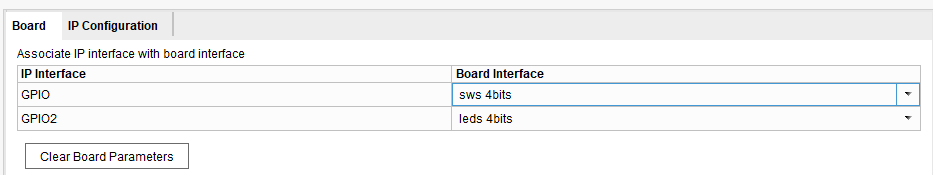 Board IP Configuration
Associate IP interface with board interface
IP Interface Board Interface
GPIO sws 4bits
GPIO2 leds 4bits
Clear Board Parameters